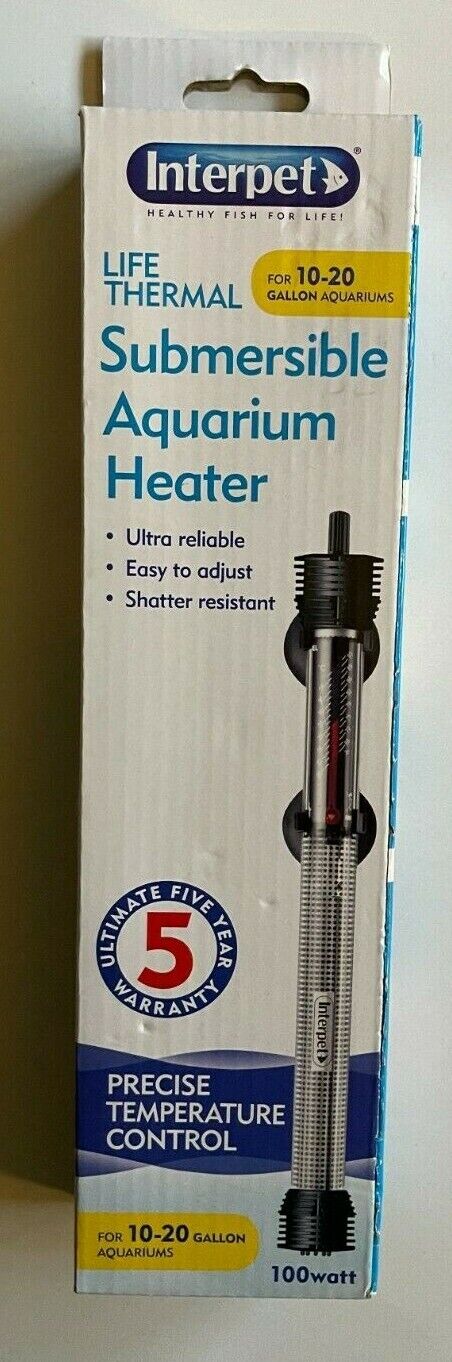 Interpet®
HEALTHY FISH FOR LIFE!
LIFE
THERMAL
FOR 10-20
GALLON AQUARIUMS
Submersible
Aquarium
Heater
• Ultra reliable
• Easy to adjust
• Shatter resistant
ULTIMATE FIVE YEAR
5
WARRANTY
Interpet
PRECISE
TEMPERATURE
CONTROL
FOR 10-20 GALLON
AQUARIUMS
100watt